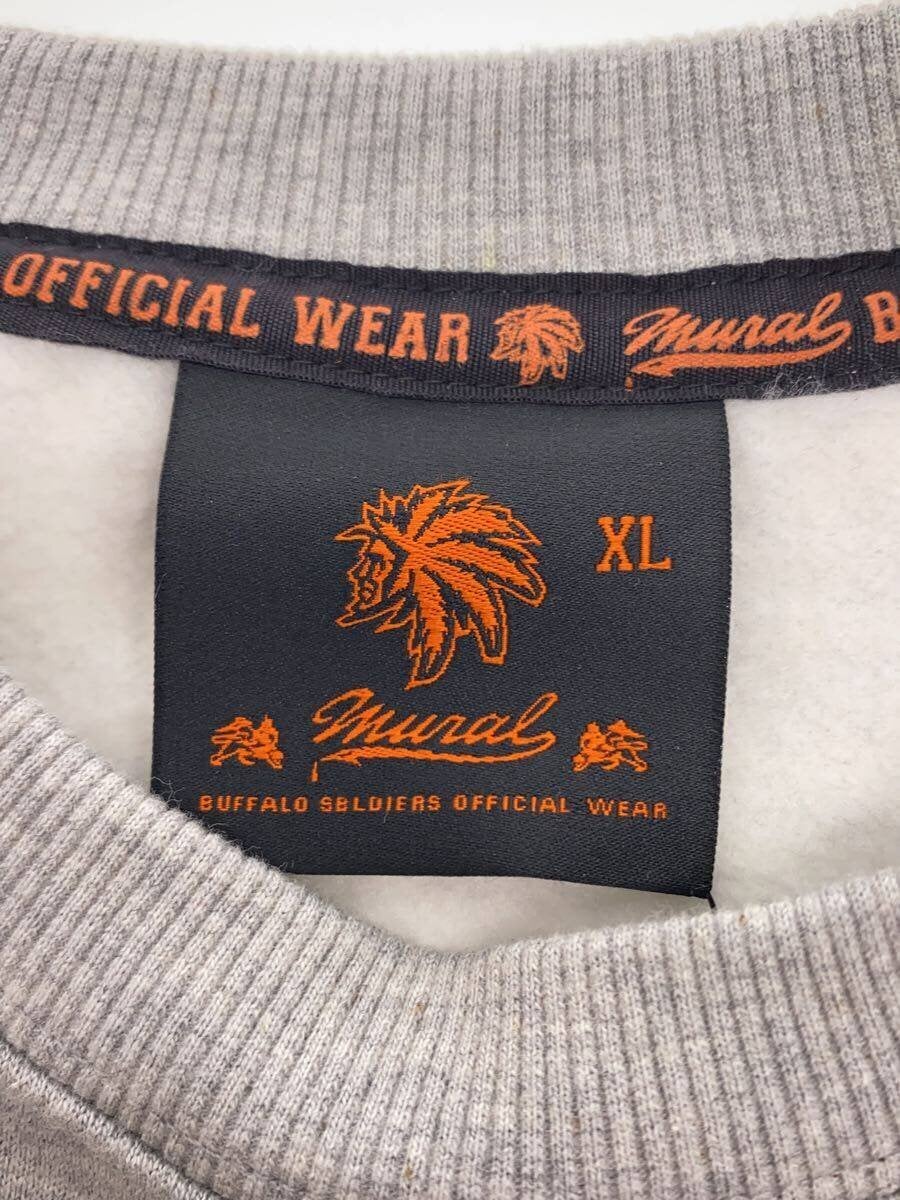 OFFICIAL WEAR Mural B
XL
Mural
BUFFALO SBLDIERS OFFICIAL WEAR